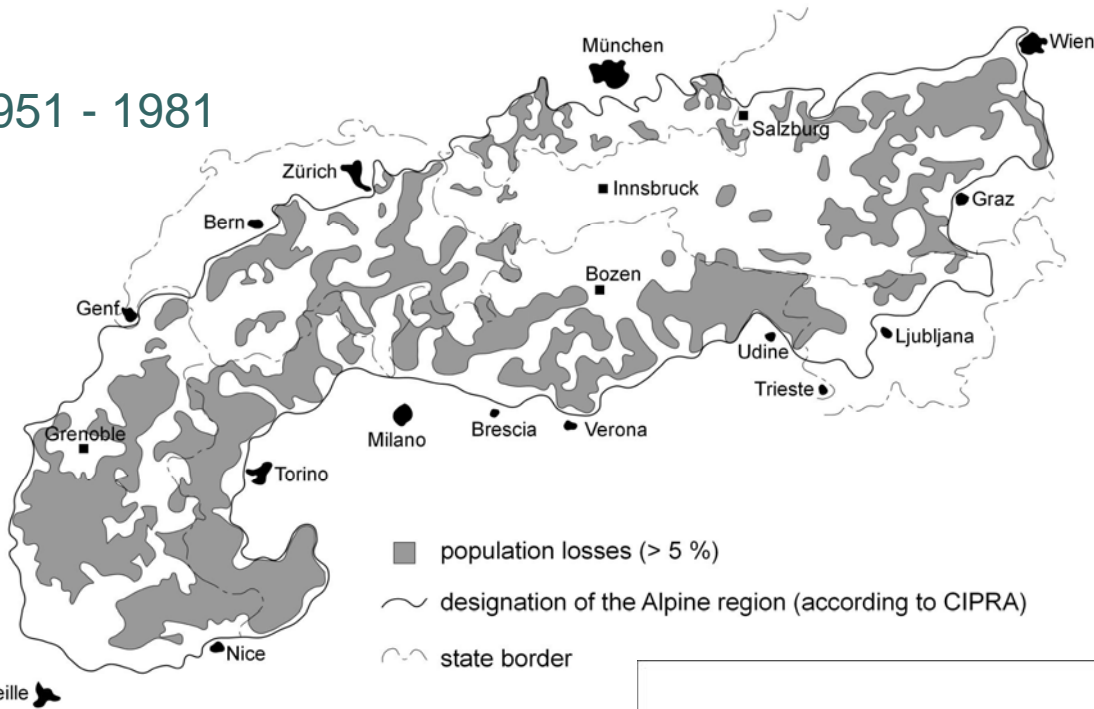 951 - 1981
München
Wien
Salzburg
Zürich
Innsbruck
Graz
Bern
Bozen
Genf
Ljubljana
Udine
Trieste
Milano
Brescia
Verona
Grenoble
Torino
population losses (> 5 %)
designation of the Alpine region (according to CIPRA)
state border
Nice
eille